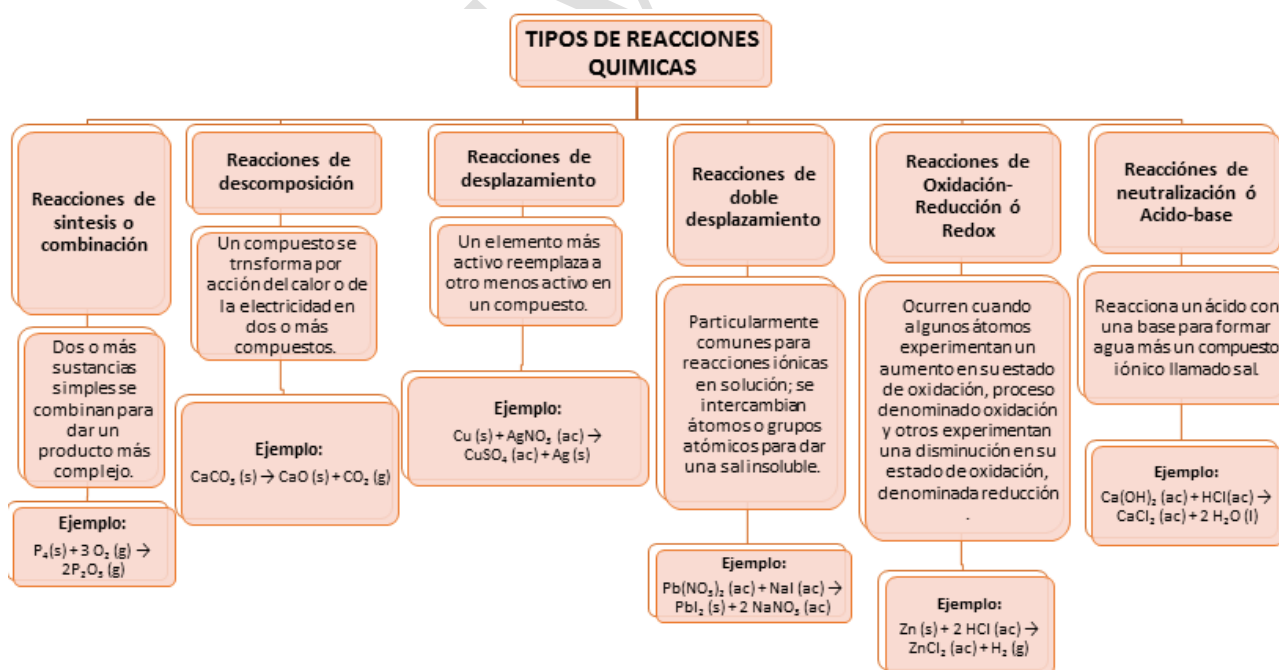 TIPOS DE REACCIONES
QUIMICAS
Reacciones de
sintesis o
combinación
Dos o más
sustancias
simples se
combinan para
dar un
producto más
complejo.
Ejemplo:
P₄(s) + 3 O₂ (g) →
2P₂O₃ (g)
Reacciones de
descomposición
Un compuesto se
trnsforma por
acción del calor o de
la electricidad en
dos o más
compuestos.
Ejemplo:
CaCO₃ (s) → CaO (s) + CO₂ (g)
Reacciones de
desplazamiento
Un elemento más
activo reemplaza a
otro menos activo en
un compuesto.
Ejemplo:
Cu (s) + AgNO₃ (ac) →
CuSO₄ (ac) + Ag (s)
Reacciones de
doble
desplazamiento
Particularmente
comunes para
reacciones iónicas
en solución; se
intercambian
átomos o grupos
atómicos para dar
una sal insoluble.
Ejemplo:
Pb(NO₃)₂ (ac) + NaI (ac) →
PbI₂ (s) + 2 NaNO₃ (ac)
Reacciones de
Oxidación-
Reducción ó
Redox
Ocurren cuando
algunos átomos
experimentan un
aumento en su estado
de oxidación, proceso
denominado oxidación
y otros experimentan
una disminución en su
estado de oxidación,
denominada reducción
.
Ejemplo:
Zn (s) + 2 HCl (ac) →
ZnCl₂ (ac) + H₂ (g)
Reacciónes de
neutralización ó
Acido-base
Reacciona un ácido con
una base para formar
agua más un compuesto
iónico llamado sal.
Ejemplo:
Ca(OH)₂ (ac) + HCl(ac) →
CaCl₂ (ac) + 2 H₂O (l)